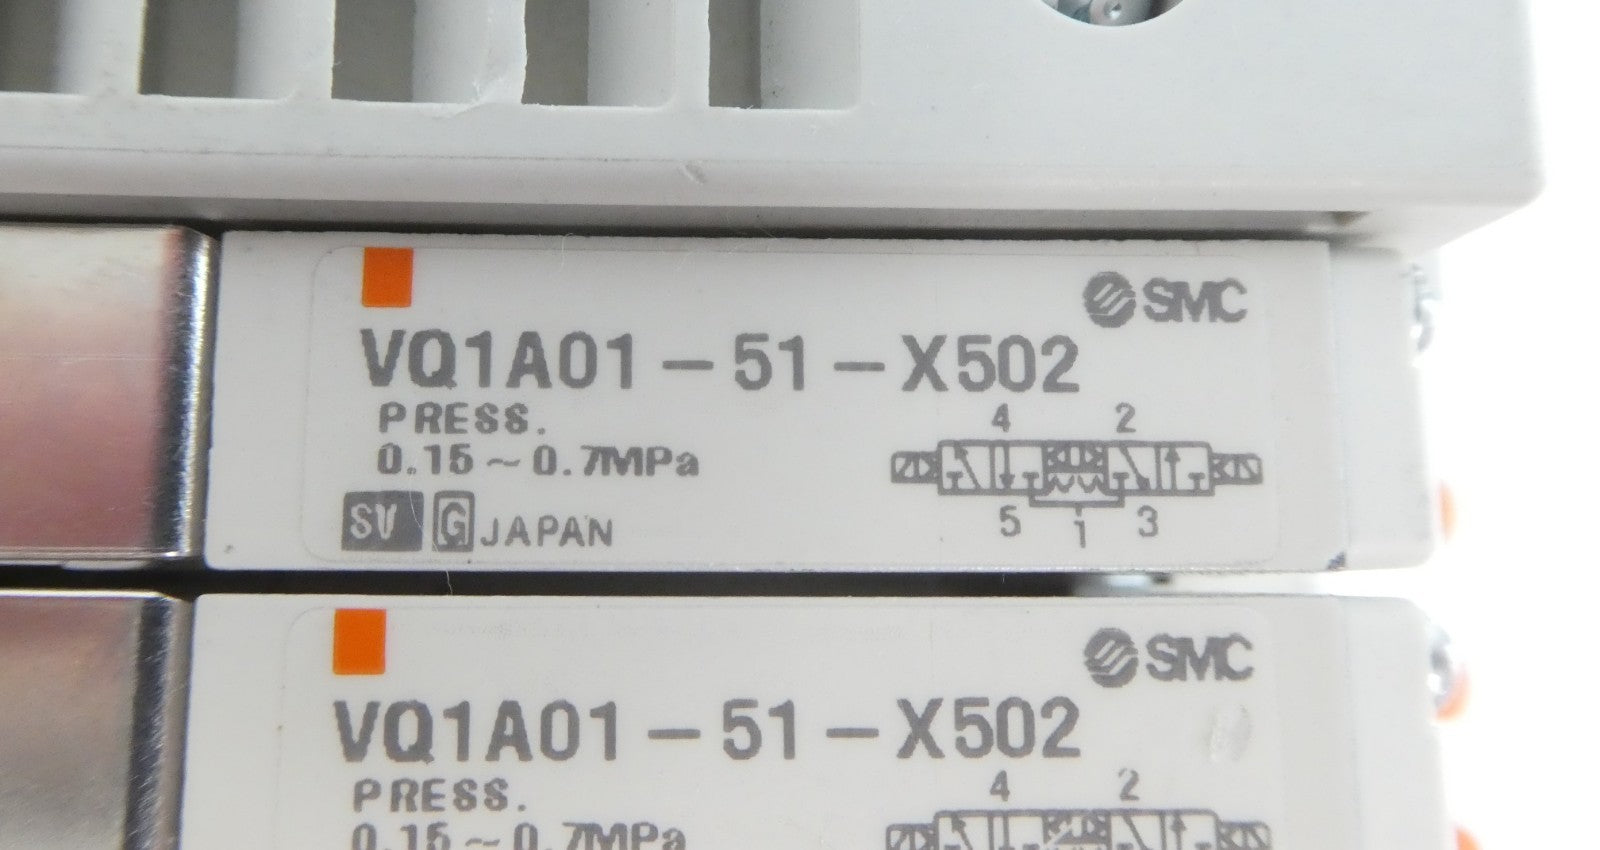 SMC
VQ1A01-51-X502
PRESS.
4 2
0.15~0.7MPa
SV G JAPAN
5 1 3
SMC
VQ1A01-51-X502
PRESS.
4 2
0.15~0.7MPa